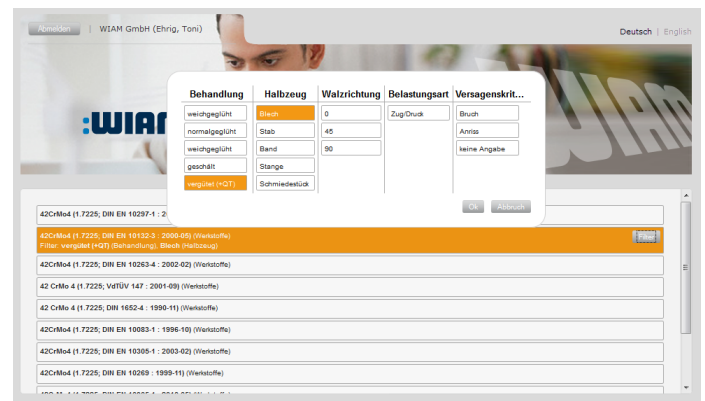 Abmelden | WIAM GmbH (Ehrig, Toni)
Deutsch | English
:WIAM
WIAM
Behandlung Halbzeug Walzrichtung Belastungsart Versagenskrit...
weichgeglüht Blech 0 Zug/Druck Bruch
normalgeglüht Stab 45 Anriss
weichgeglüht Band 90 keine Angabe
geschält Stange
vergütet (+QT) Schmiedestück
Ok Abbruch
42CrMo4 (1.7225; DIN EN 10297-1 : 2
42CrMo4 (1.7225; DIN EN 10132-3 : 2000-05) (Werkstoffe)
Filter: vergütet (+QT) (Behandlung), Blech (Halbzeug)
Filter
42CrMo4 (1.7225; DIN EN 10263-4 : 2002-02) (Werkstoffe)
42 CrMo 4 (1.7225; VdTÜV 147 : 2001-09) (Werkstoffe)
42 CrMo 4 (1.7225; DIN 1652-4 : 1990-11) (Werkstoffe)
42CrMo4 (1.7225; DIN EN 10083-1 : 1996-10) (Werkstoffe)
42CrMo4 (1.7225; DIN EN 10305-1 : 2003-02) (Werkstoffe)
42CrMo4 (1.7225; DIN EN 10269 : 1999-11) (Werkstoffe)